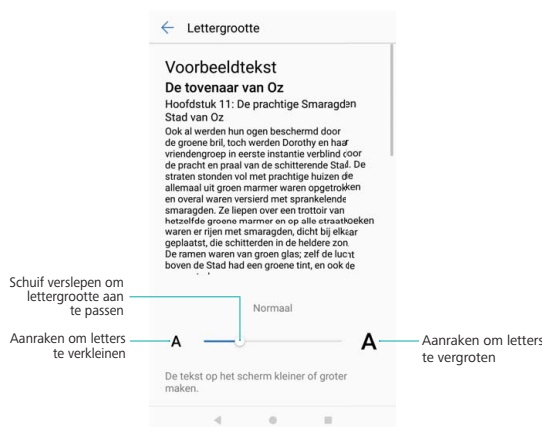 Lettergrootte
Voorbeeldtekst
De tovenaar van Oz
Hoofdstuk 11: De prachtige Smaragden
Stad van Oz
Ook al werden hun ogen beschermd door
de groene bril, toch werden Dorothy en haar
vriendengroep in eerste instantie verblind door
de pracht en praal van de schitterende Stad. De
straten stonden vol met prachtige huizen die
allemaal uit groen marmer waren opgetrokken
en overal waren versierd met sprankelende
smaragden. Ze liepen over een trottoir van
hetzelfde groene marmer en op alle straathoeken
waren er rijen met smaragden, dicht bij elkaar
geplaatst, die schitterden in de heldere zon.
De ramen waren van groen glas; zelf de lucht
boven de Stad had een groene tint, en ook de
Schuif verslepen om
lettergrootte aan
te passen
Normaal
Aanraken om letters
te verkleinen
A
A
Aanraken om letters
te vergroten
De tekst op het scherm kleiner of groter
maken.